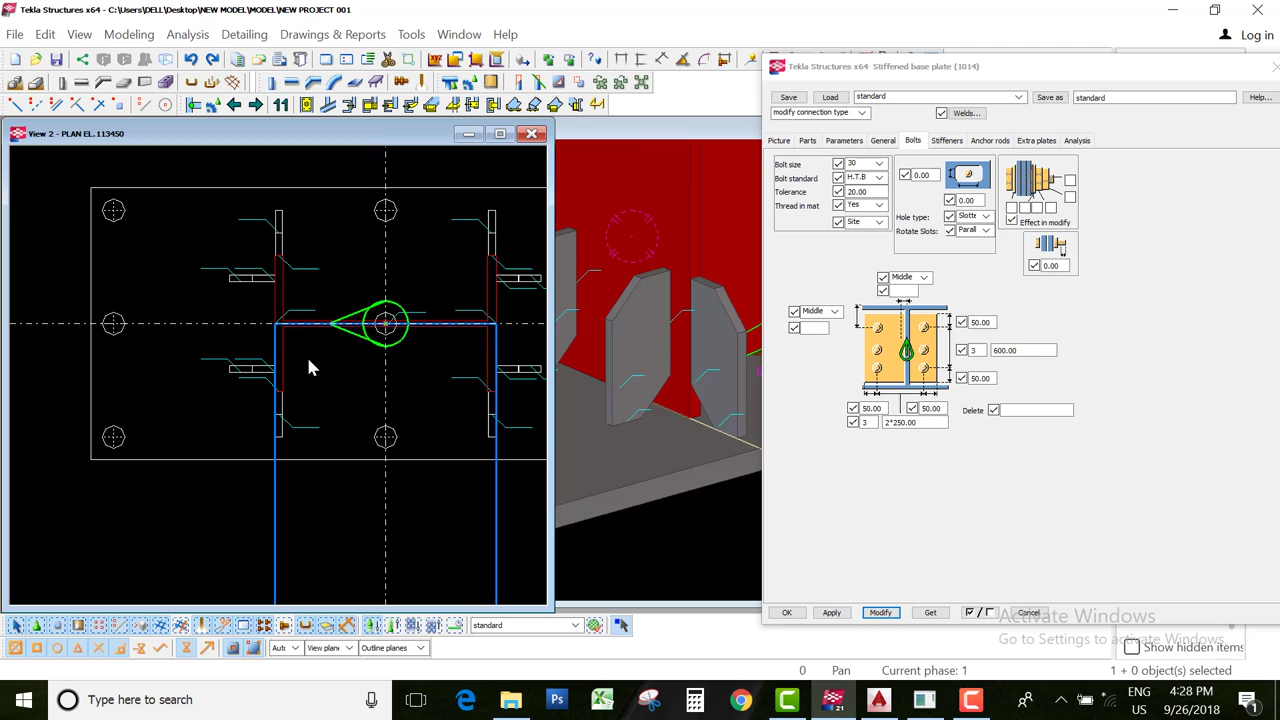 Tekla Structures x64 - C:\Users\DELL\Desktop\NEW MODEL\MODEL\NEW PROJECT 001
File Edit View Modeling Analysis Detailing Drawings & Reports Tools Window Help
Log in
View 2 - PLAN EL..113450
Tekla Structures x64 Stiffened base plate (1014)
Save Load standard Save as standard Help...
modify connection type Welds...
Picture Parts Parameters General Bolts Stiffeners Anchor rods Extra plates Analysis
Bolt size 30
Bolt standard H.T.B
Tolerance 20.00
Thread in mat Yes
Site
0.00
0.00
Hole type: Slotte
Rotate Slots: Parall
Effect in modify
0.00
Middle
Middle
50.00
3 600.00
50.00
50.00 50.00
3 2*250.00
Delete
OK Apply Modify Get Cancel
Activate Windows
Go to Settings to activate Windows.
Show hidden items
standard
Aut View plane Outline planes
0 Pan Current phase: 1 1 + 0 object(s) selected
Type here to search
21
ENG
US
4:28 PM
9/26/2018
1